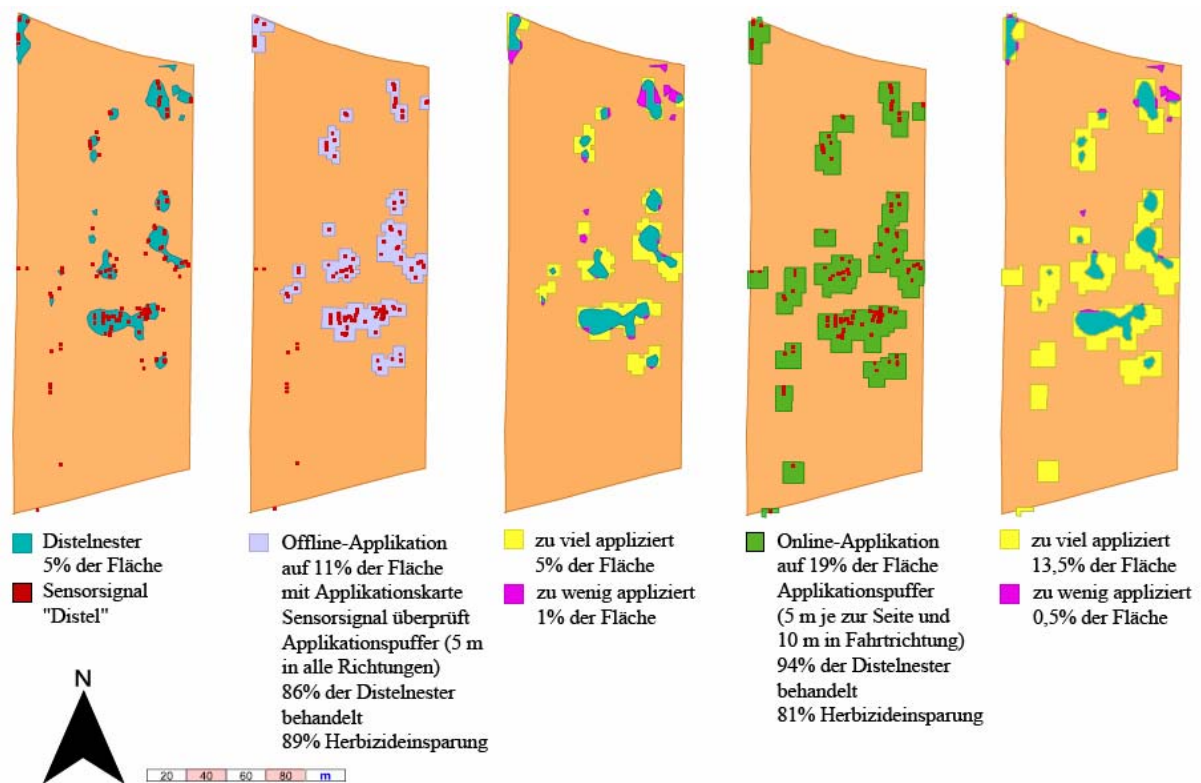 Distelnester
5% der Fläche
Sensorsignal
"Distel"
Offline-Applikation
auf 11% der Fläche
mit Applikationskarte
Sensorsignal überprüft
Applikationspuffer (5 m
in alle Richtungen)
86% der Distelnester
behandelt
89% Herbizideinsparung
zu viel appliziert
5% der Fläche
zu wenig appliziert
1% der Fläche
Online-Applikation
auf 19% der Fläche
Applikationspuffer
(5 m je zur Seite und
10 m in Fahrtrichtung)
94% der Distelnester
behandelt
81% Herbizideinsparung
zu viel appliziert
13,5% der Fläche
zu wenig appliziert
0,5% der Fläche
N
20 40 60 80 m